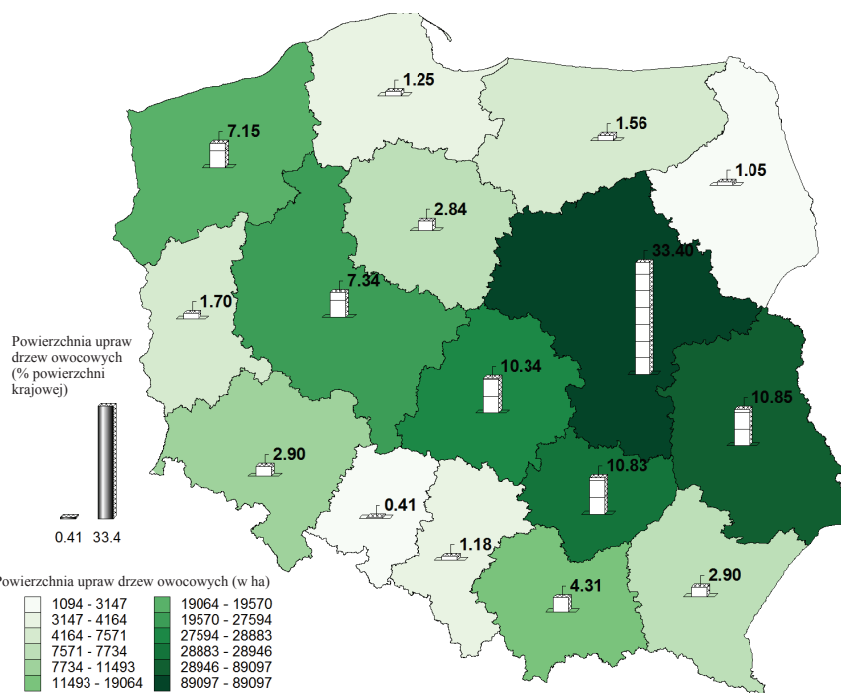 1.25
7.15
1.56
1.05
2.84
33.40
7.34
1.70
Powierzchnia upraw
drzew owocowych
(% powierzchni
krajowej)
10.34
10.85
2.90
10.83
0.41
0.41 33.4
1.18
4.31
2.90
Powierzchnia upraw drzew owocowych (w ha)
1094 - 3147 19064 - 19570
3147 - 4164 19570 - 27594
4164 - 7571 27594 - 28883
7571 - 7734 28883 - 28946
7734 - 11493 28946 - 89097
11493 - 19064 89097 - 89097